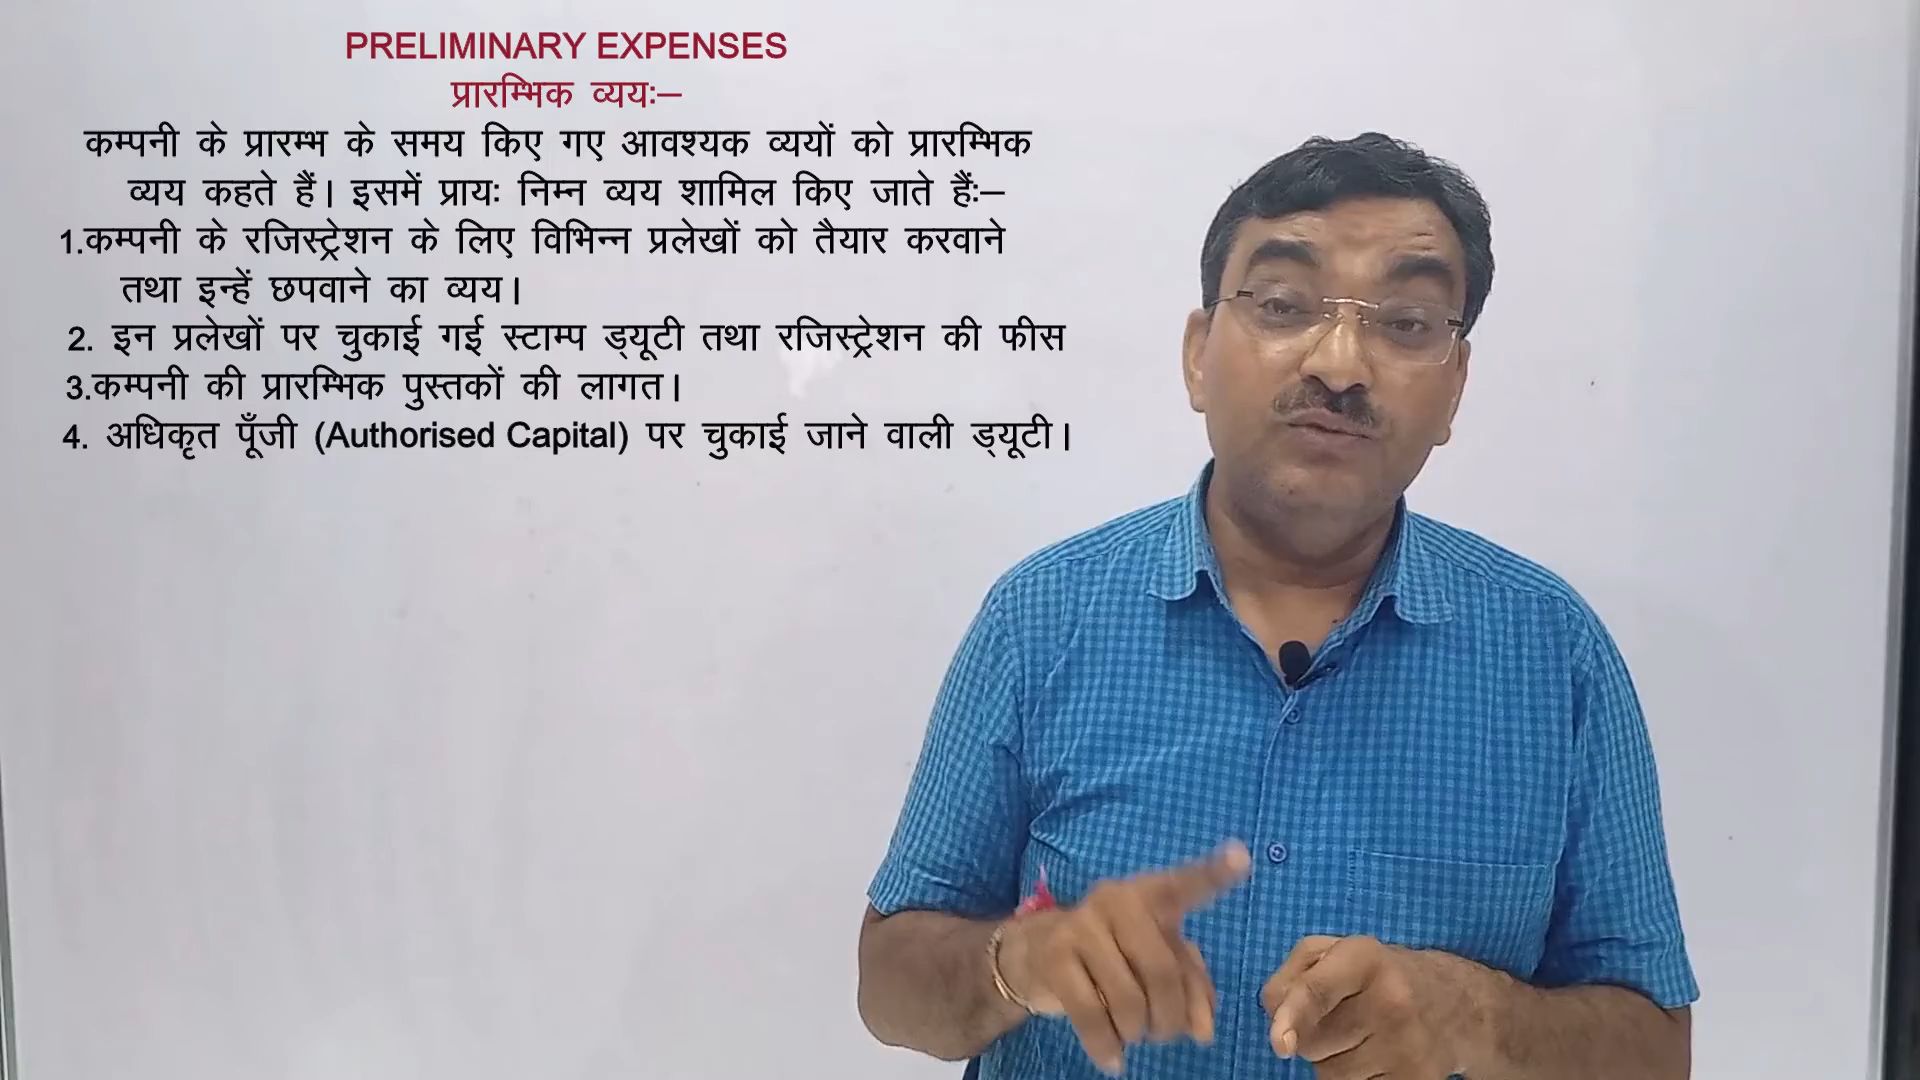 PRELIMINARY EXPENSES
प्रारम्भिक व्ययः–
कम्पनी के प्रारम्भ के समय किए गए आवश्यक व्ययों को प्रारम्भिक
व्यय कहते हैं। इसमें प्रायः निम्न व्यय शामिल किए जाते हैंः–
1.कम्पनी के रजिस्ट्रेशन के लिए विभिन्न प्रलेखों को तैयार करवाने
तथा इन्हें छपवाने का व्यय।
2. इन प्रलेखों पर चुकाई गई स्टाम्प ड्यूटी तथा रजिस्ट्रेशन की फीस
3.कम्पनी की प्रारम्भिक पुस्तकों की लागत।
4. अधिकृत पूँजी (Authorised Capital) पर चुकाई जाने वाली ड्यूटी।